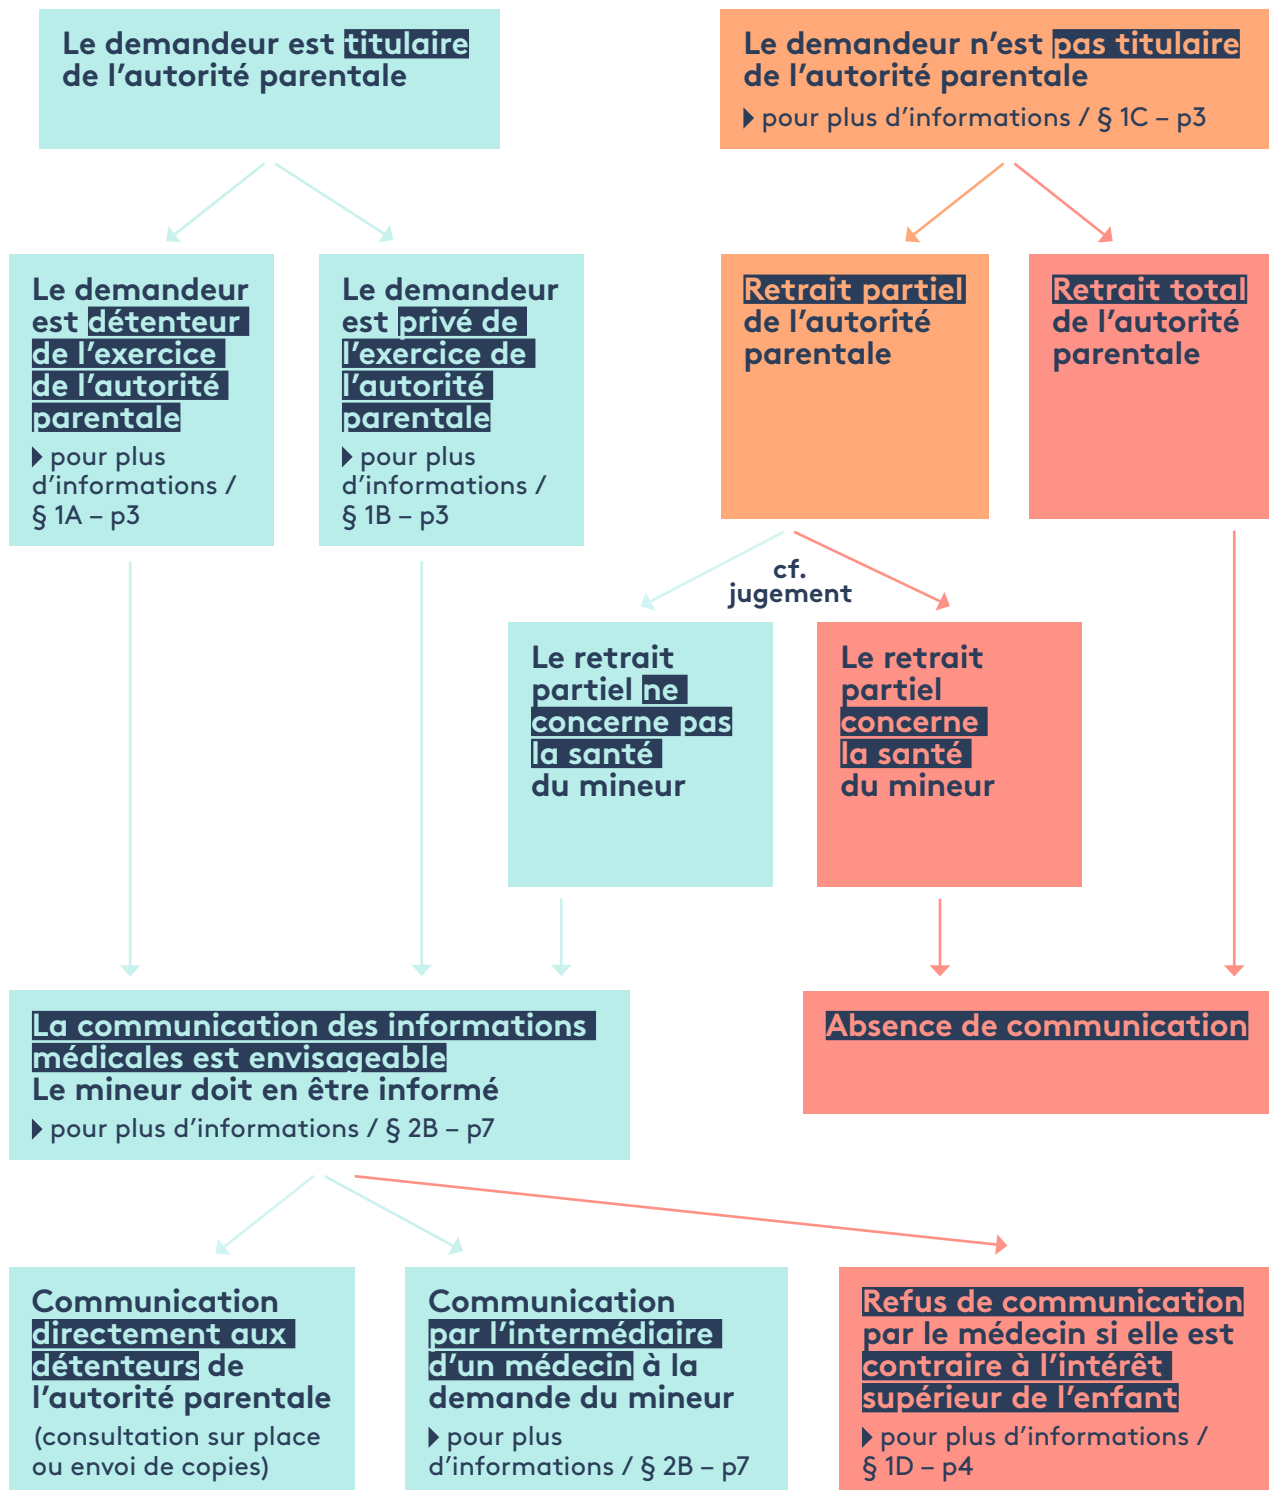 Le demandeur est titulaire
de l’autorité parentale
Le demandeur n’est pas titulaire
de l’autorité parentale
pour plus d’informations / § 1C – p3
Le demandeur
est détenteur
de l’exercice
de l’autorité
parentale
pour plus
d’informations /
§ 1A – p3
Le demandeur
est privé de
l’exercice de
l’autorité
parentale
pour plus
d’informations /
§ 1B – p3
Retrait partiel
de l’autorité
parentale
Retrait total
de l’autorité
parentale
cf.
jugement
Le retrait
partiel ne
concerne pas
la santé
du mineur
Le retrait
partiel
concerne
la santé
du mineur
La communication des informations
médicales est envisageable
Le mineur doit en être informé
pour plus d’informations / § 2B – p7
Absence de communication
Communication
directement aux
détenteurs de
l’autorité parentale
(consultation sur place
ou envoi de copies)
Communication
par l’intermédiaire
d’un médecin à la
demande du mineur
pour plus
d’informations / § 2B – p7
Refus de communication
par le médecin si elle est
contraire à l’intérêt
supérieur de l’enfant
pour plus d’informations /
§ 1D – p4